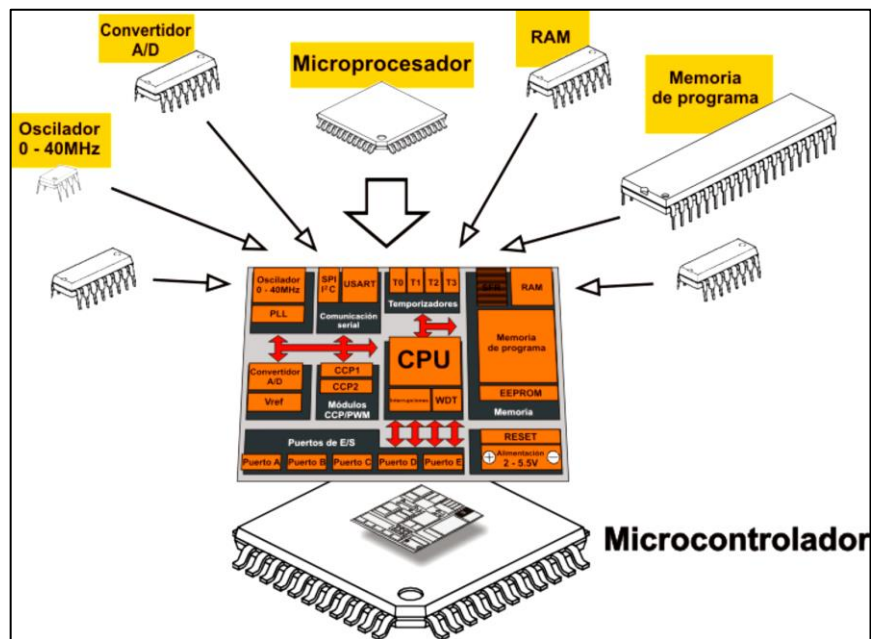 Convertidor
A/D
RAM
Microprocesador
Memoria
de programa
Oscilador
0 - 40MHz
Oscilador
0 - 40MHz
PLL
SPI
I²C
USART
Comunicación
serial
T0 T1 T2 T3
Temporizadores
RAM
Memoria
de programa
EEPROM
Memoria
CPU
Interrupciones
WDT
Convertidor
A/D
Vref
CCP1
CCP2
Módulos
CCP/PWM
Puertos de E/S
Puerto A
Puerto B
Puerto C
Puerto D
Puerto E
RESET
Alimentación
+ 2 - 5.5V −
Microcontrolador